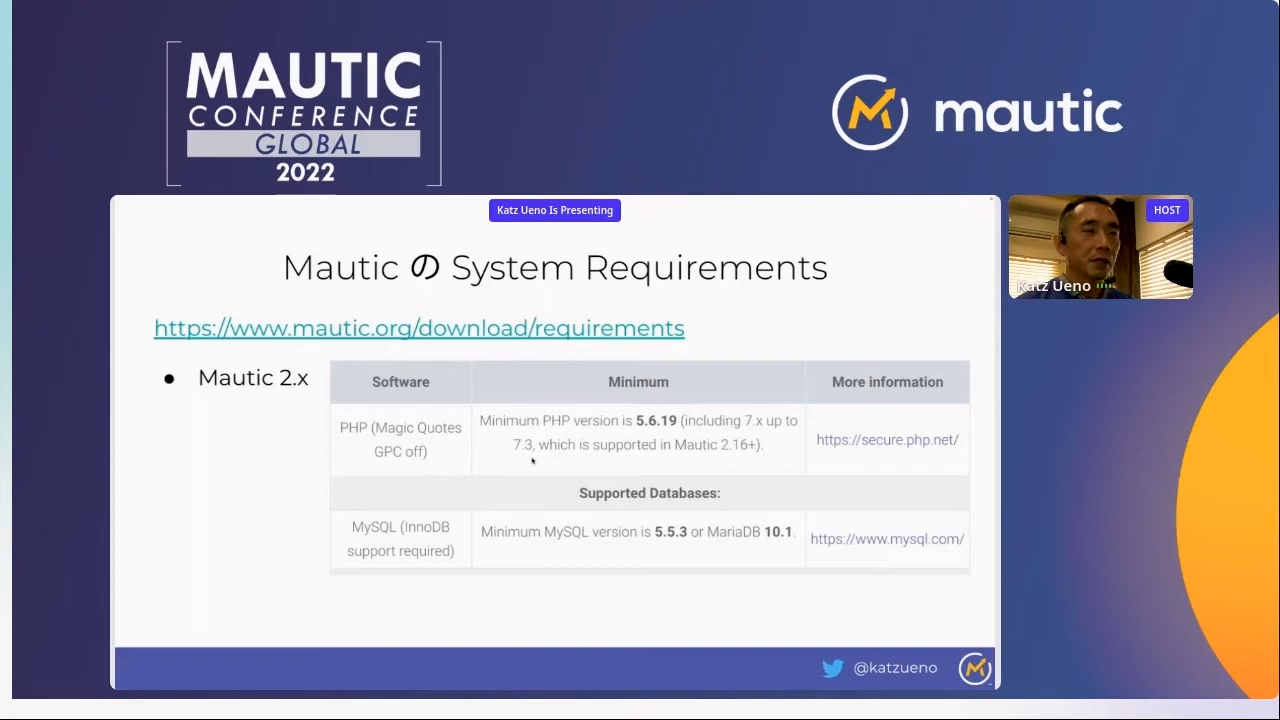 MAUTIC
CONFERENCE
GLOBAL
2022
mautic
Katz Ueno Is Presenting
HOST
Katz Ueno
Mautic の System Requirements
https://www.mautic.org/download/requirements
● Mautic 2.x
Software Minimum More information
PHP (Magic Quotes
GPC off)
Minimum PHP version is 5.6.19 (including 7.x up to
7.3, which is supported in Mautic 2.16+).
https://secure.php.net/
Supported Databases:
MySQL (InnoDB
support required)
Minimum MySQL version is 5.5.3 or MariaDB 10.1.
https://www.mysql.com/
@katzueno